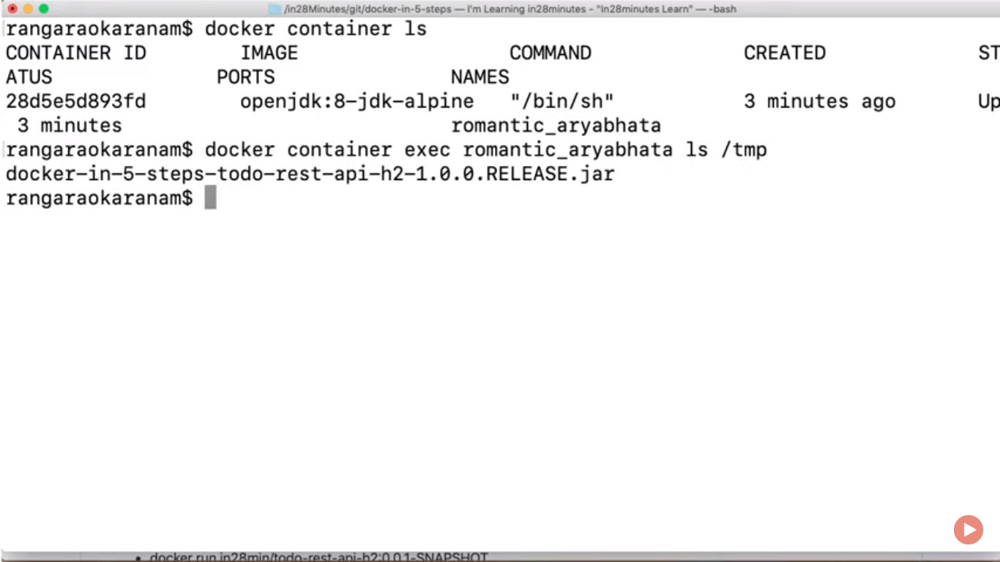 /in28Minutes/git/docker-in-5-steps — I'm Learning in28minutes - "In28minutes Learn" — -bash
rangaraokaranam$ docker container ls
CONTAINER ID IMAGE COMMAND CREATED ST
ATUS PORTS NAMES
28d5e5d893fd openjdk:8-jdk-alpine "/bin/sh" 3 minutes ago Up
3 minutes romantic_aryabhata
rangaraokaranam$ docker container exec romantic_aryabhata ls /tmp
docker-in-5-steps-todo-rest-api-h2-1.0.0.RELEASE.jar
rangaraokaranam$
• docker run in28min/todo-rest-api-h2:0.0.1-SNAPSHOT